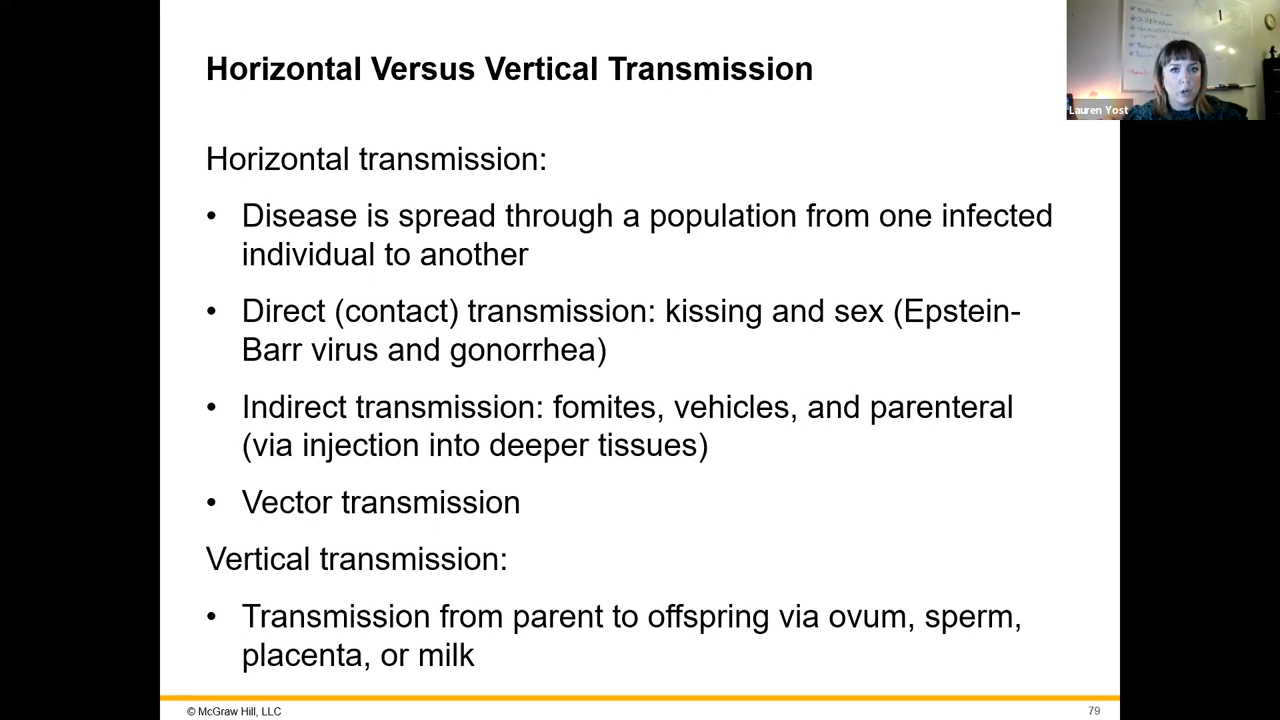 Horizontal Versus Vertical Transmission
Lauren Yost
Horizontal transmission:
• Disease is spread through a population from one infected
individual to another
• Direct (contact) transmission: kissing and sex (Epstein-
Barr virus and gonorrhea)
• Indirect transmission: fomites, vehicles, and parenteral
(via injection into deeper tissues)
• Vector transmission
Vertical transmission:
• Transmission from parent to offspring via ovum, sperm,
placenta, or milk
© McGraw Hill, LLC
79